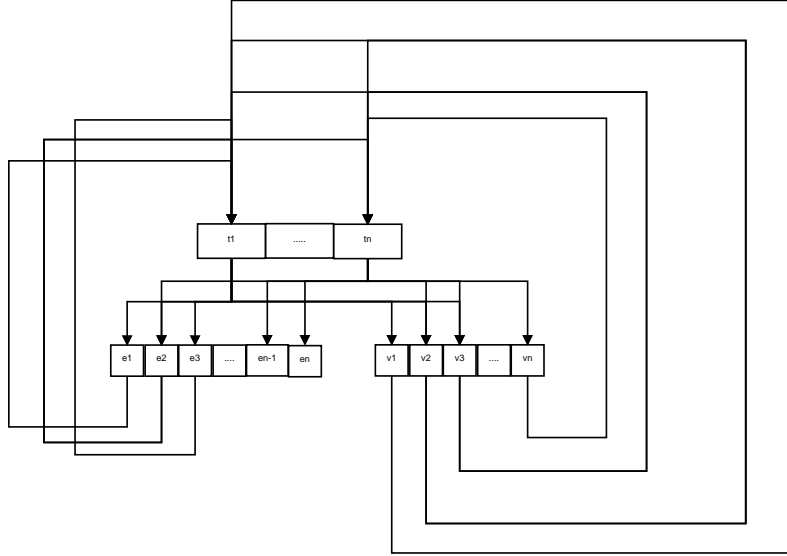 t1 ..... tn
e1 e2 e3 .... en-1 en v1 v2 v3 .... vn